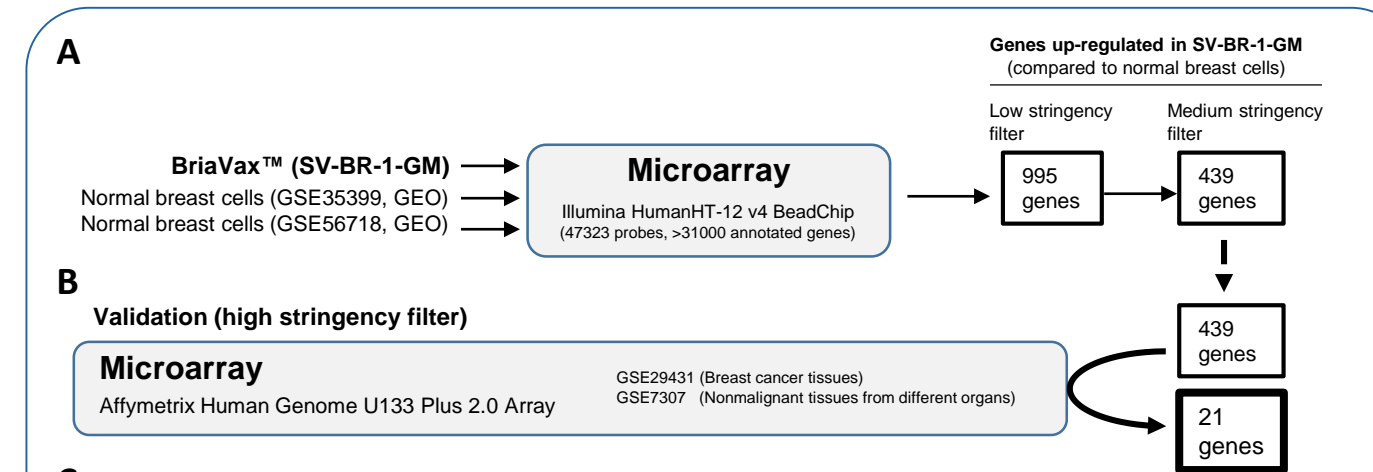 A
Genes up-regulated in SV-BR-1-GM
(compared to normal breast cells)
Low stringency
filter
Medium stringency
filter
BriaVax™ (SV-BR-1-GM)
Normal breast cells (GSE35399, GEO)
Normal breast cells (GSE56718, GEO)
Microarray
Illumina HumanHT-12 v4 BeadChip
(47323 probes, >31000 annotated genes)
995
genes
439
genes
B
Validation (high stringency filter)
Microarray
Affymetrix Human Genome U133 Plus 2.0 Array
GSE29431 (Breast cancer tissues)
GSE7307 (Nonmalignant tissues from different organs)
439
genes
21
genes